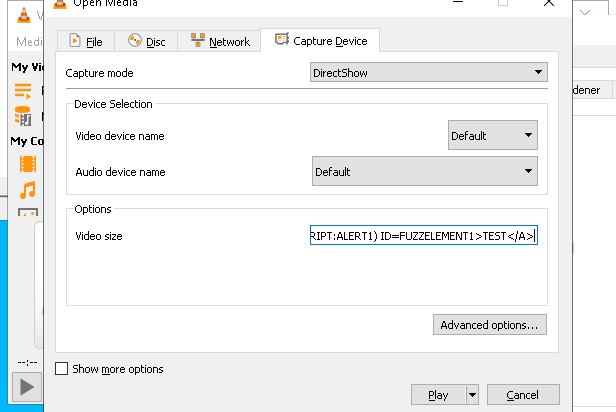 Open Media
Medi
File
Disc
Network
Capture Device
My Vi
Capture mode
DirectShow
dener
Device Selection
Video device name
Default
My Co
Audio device name
Default
Options
Video size
RIPT:ALERT1) ID=FUZZELEMENT1>TEST</A>
Advanced options...
--:--
Show more options
Play
Cancel